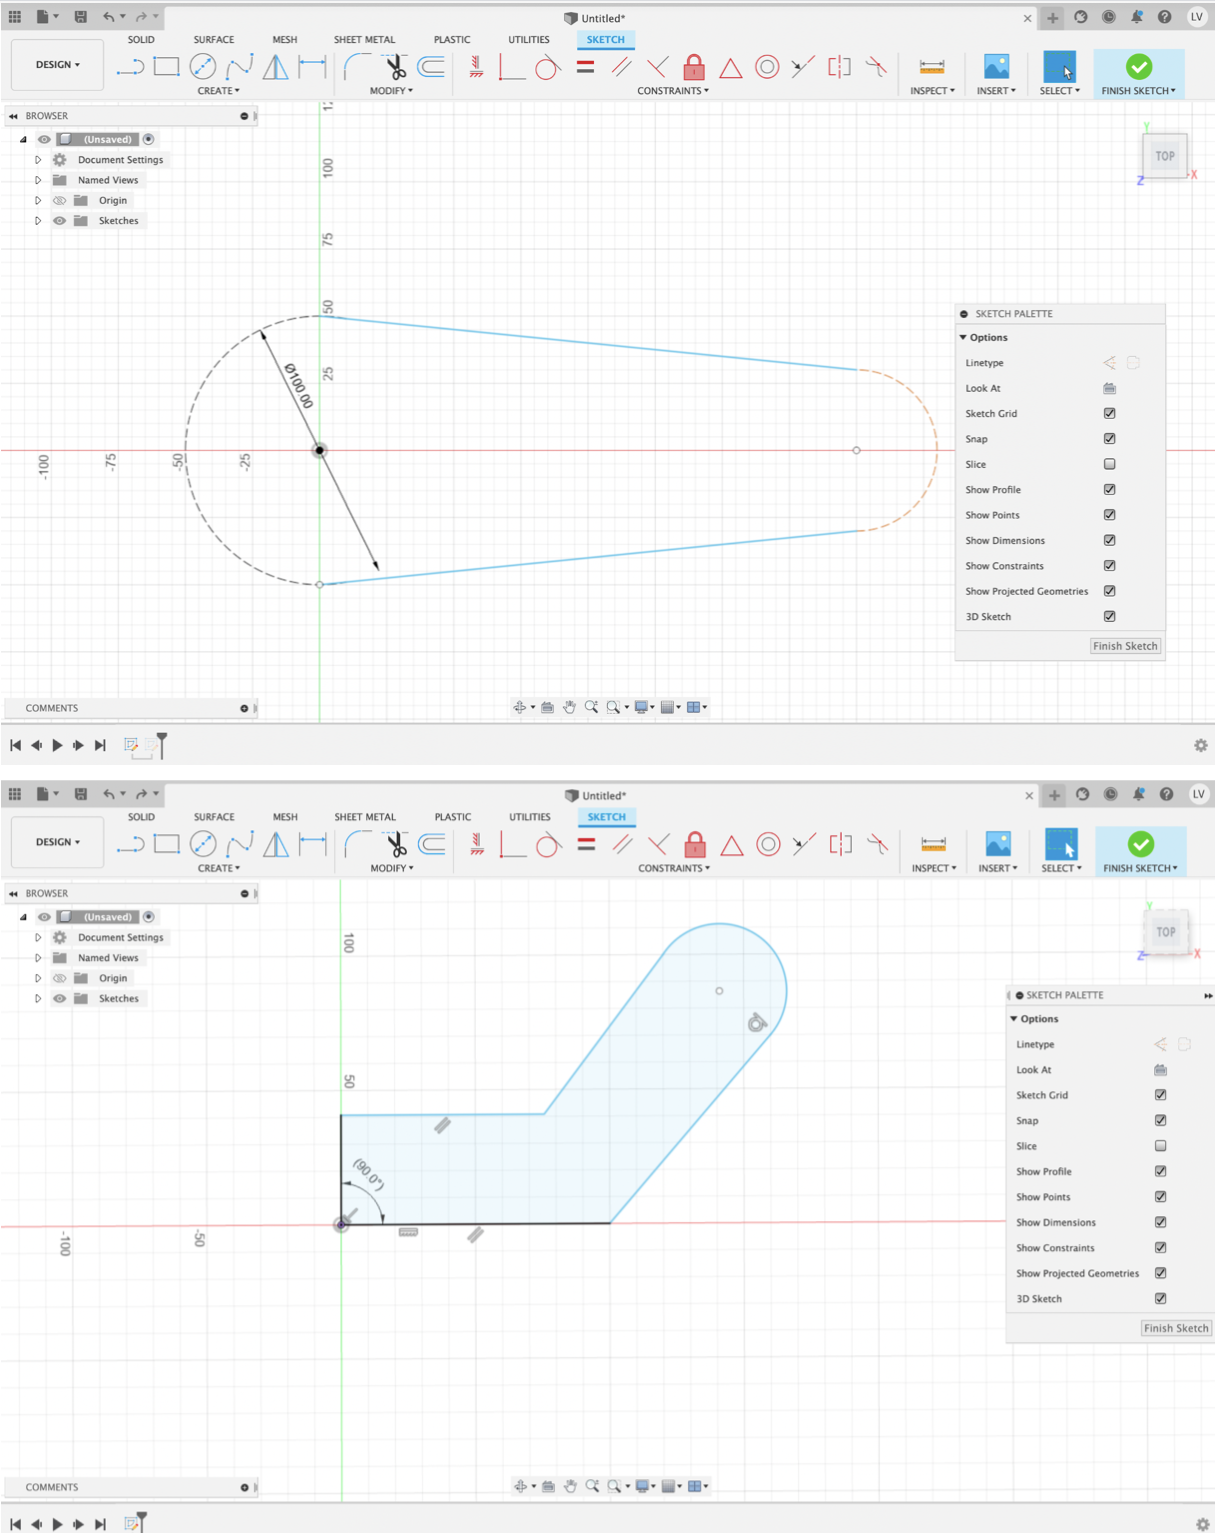 Untitled*
LV
SOLID SURFACE MESH SHEET METAL PLASTIC UTILITIES SKETCH
DESIGN
CREATE MODIFY CONSTRAINTS INSPECT INSERT SELECT FINISH SKETCH
BROWSER
(Unsaved)
Document Settings
Named Views
Origin
Sketches
TOP
Y
X
Z
100
75
50
25
-100
-75
-50
-25
Ø100.00
SKETCH PALETTE
Options
Linetype
Look At
Sketch Grid
Snap
Slice
Show Profile
Show Points
Show Dimensions
Show Constraints
Show Projected Geometries
3D Sketch
Finish Sketch
COMMENTS
Untitled*
LV
SOLID SURFACE MESH SHEET METAL PLASTIC UTILITIES SKETCH
DESIGN
CREATE MODIFY CONSTRAINTS INSPECT INSERT SELECT FINISH SKETCH
BROWSER
(Unsaved)
Document Settings
Named Views
Origin
Sketches
TOP
Y
X
Z
100
50
(90.0°)
-100
-50
SKETCH PALETTE
Options
Linetype
Look At
Sketch Grid
Snap
Slice
Show Profile
Show Points
Show Dimensions
Show Constraints
Show Projected Geometries
3D Sketch
Finish Sketch
COMMENTS